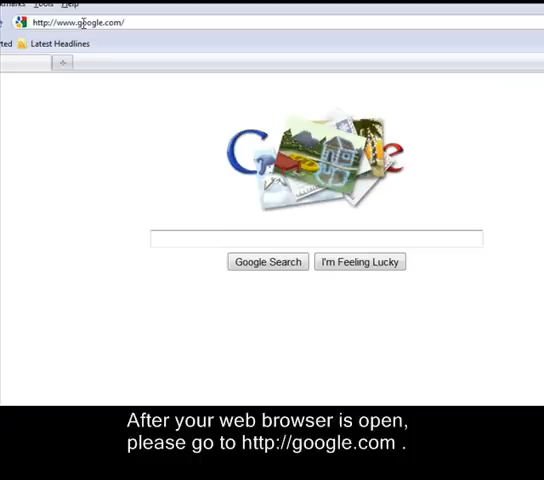 Tools Help
http://www.google.com/
Latest Headlines
G e
Google Search I'm Feeling Lucky
After your web browser is open,
please go to http://google.com .